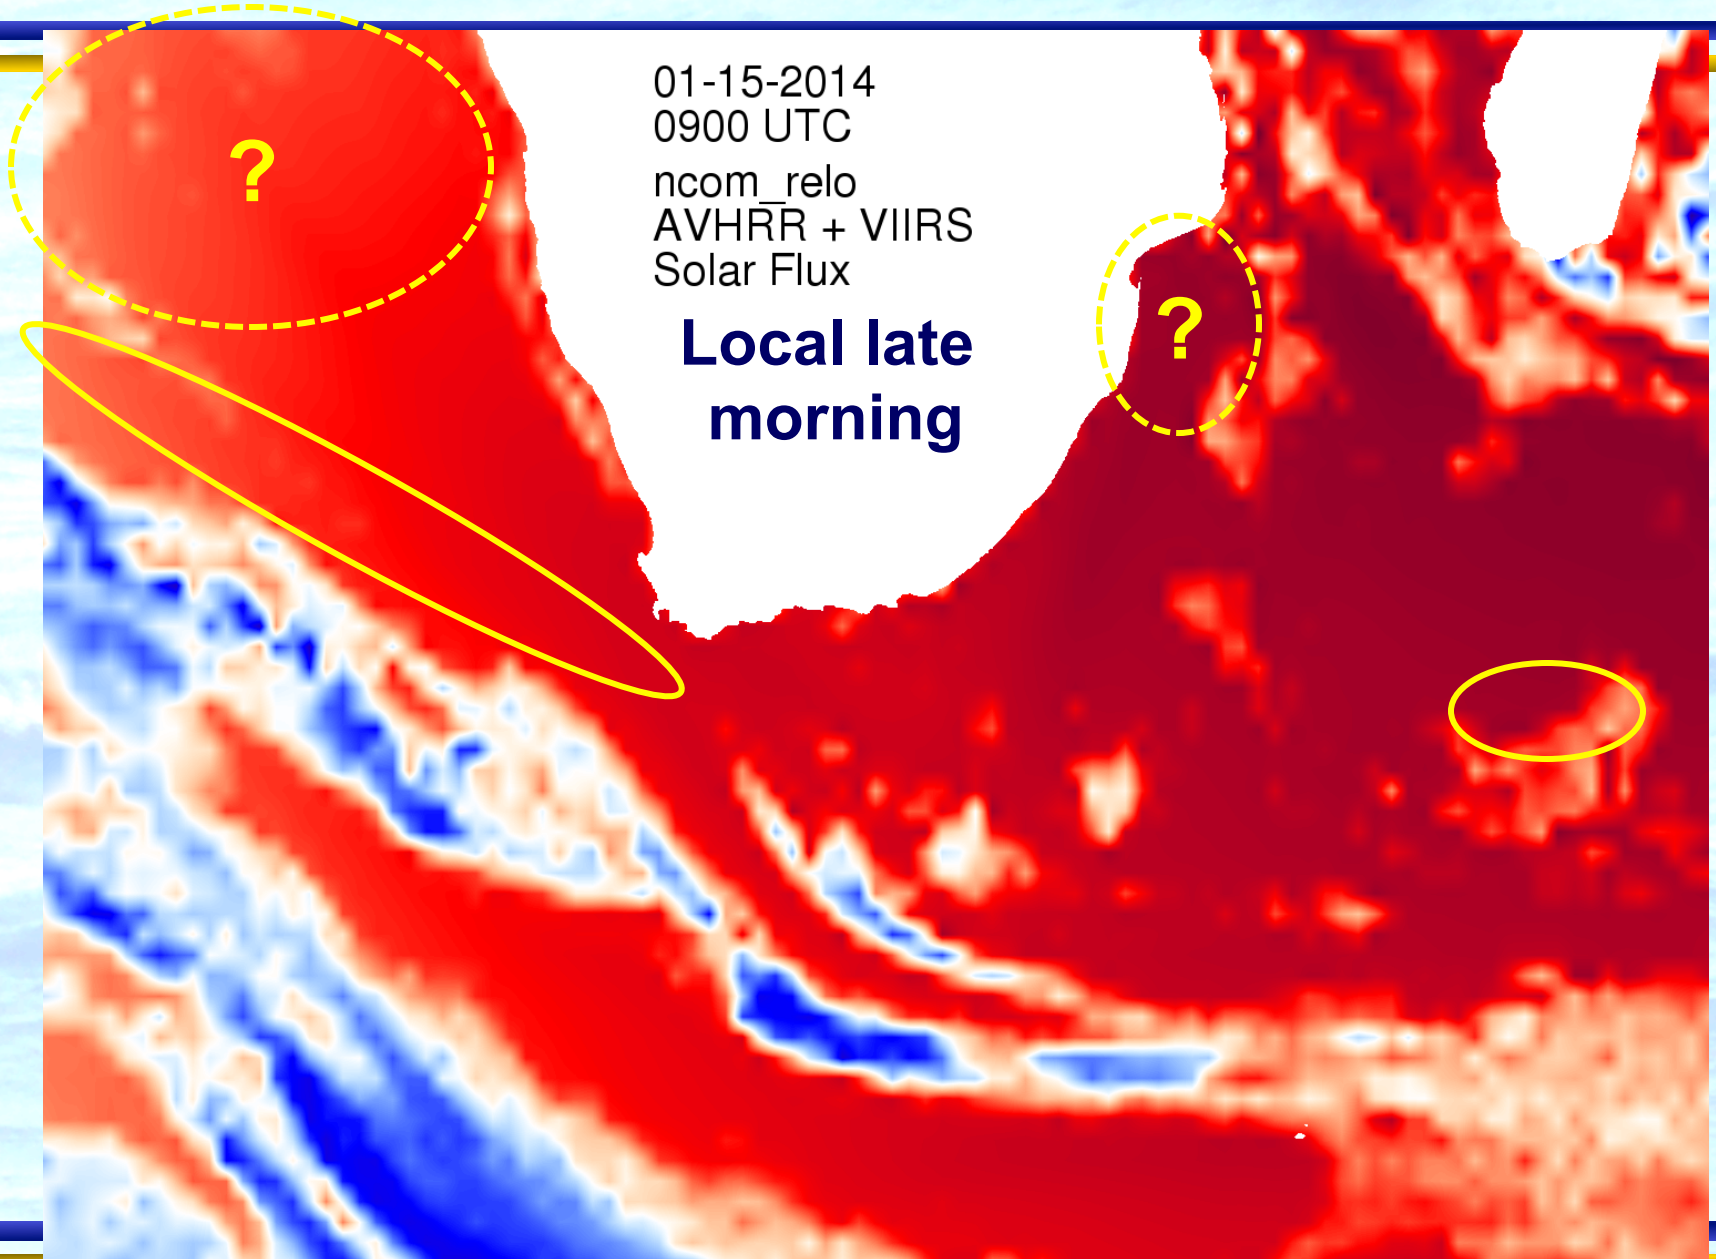 01-15-2014
0900 UTC
ncom_relo
AVHRR + VIIRS
Solar Flux
Local late
morning
?
?